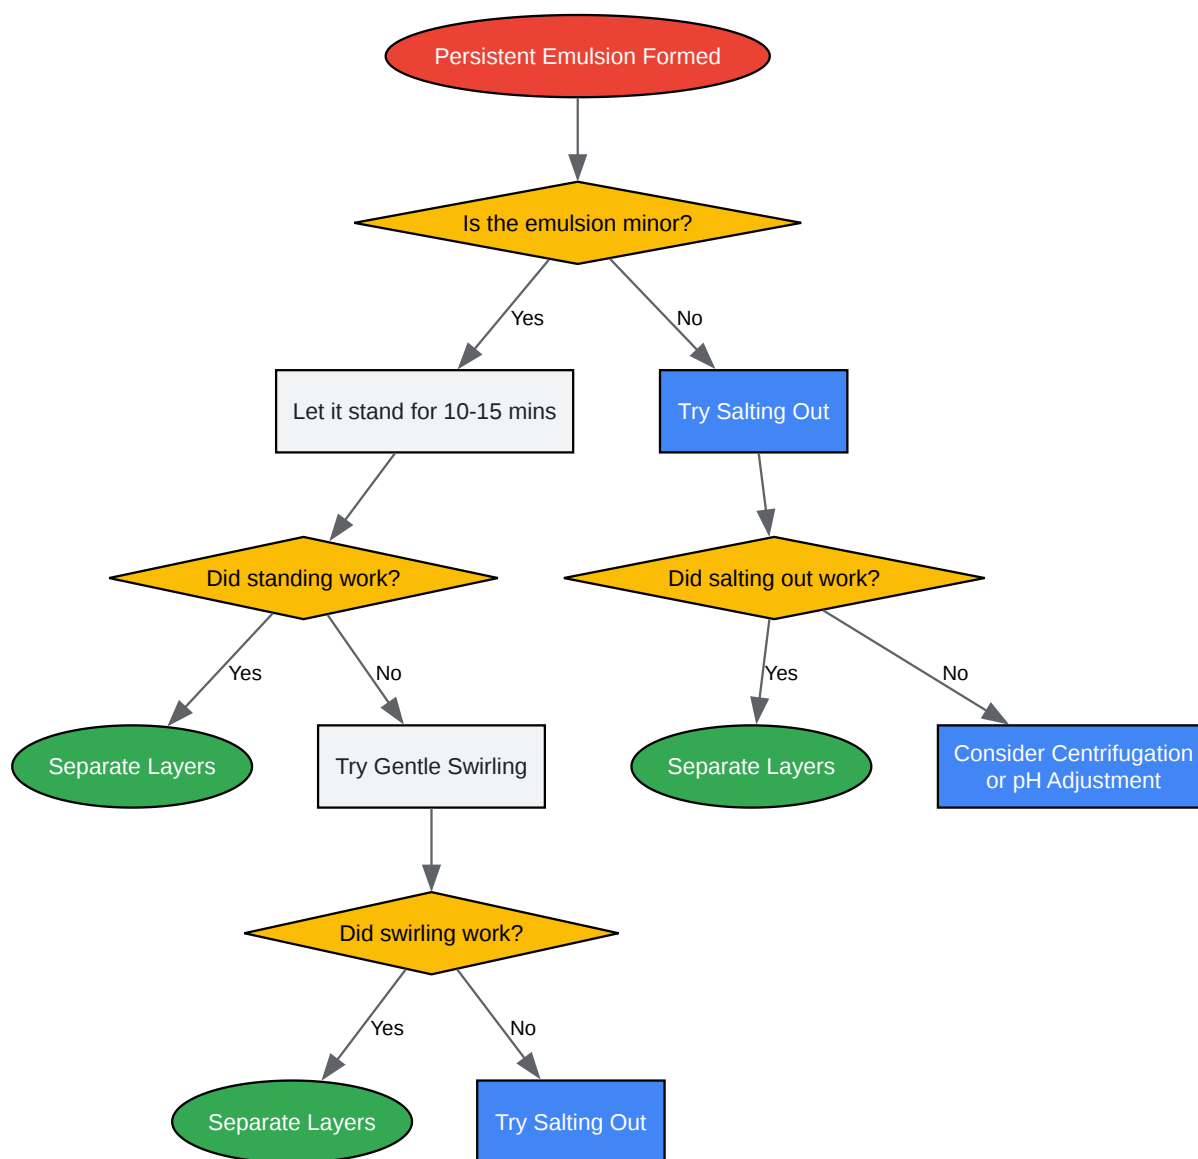 Persistent Emulsion Formed
Is the emulsion minor?
Yes
No
Let it stand for 10-15 mins
Try Salting Out
Did standing work?
Did salting out work?
Yes
No
Yes
No
Separate Layers
Try Gentle Swirling
Separate Layers
Consider Centrifugation
or pH Adjustment
Did swirling work?
Yes
No
Separate Layers
Try Salting Out